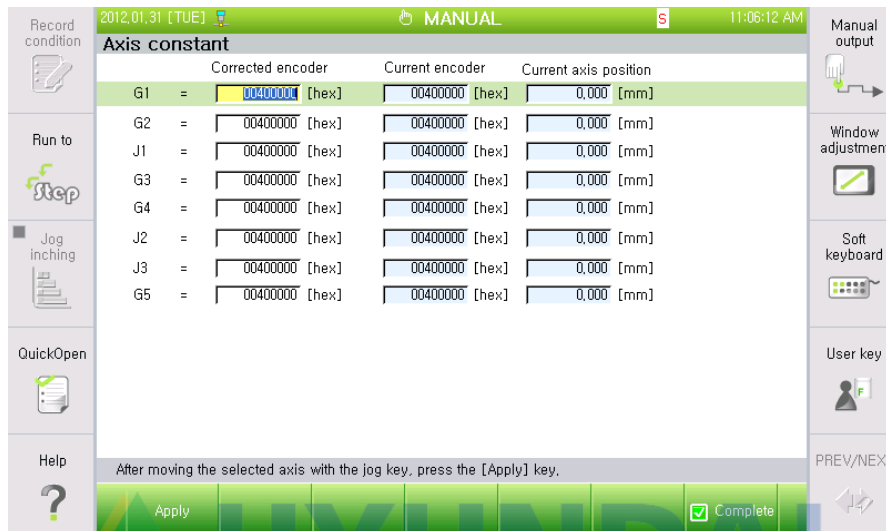 Record condition
Run to
Step
Jog inching
QuickOpen
Help
2012,01,31 [TUE] MANUAL S 11:06:12 AM
Axis constant
Corrected encoder Current encoder Current axis position
G1 = 00400000 [hex] 00400000 [hex] 0,000 [mm]
G2 = 00400000 [hex] 00400000 [hex] 0,000 [mm]
J1 = 00400000 [hex] 00400000 [hex] 0,000 [mm]
G3 = 00400000 [hex] 00400000 [hex] 0,000 [mm]
G4 = 00400000 [hex] 00400000 [hex] 0,000 [mm]
J2 = 00400000 [hex] 00400000 [hex] 0,000 [mm]
J3 = 00400000 [hex] 00400000 [hex] 0,000 [mm]
G5 = 00400000 [hex] 00400000 [hex] 0,000 [mm]
After moving the selected axis with the jog key, press the [Apply] key,
Apply Complete
Manual output
Window adjustmen
Soft keyboard
User key
F
PREV/NEX